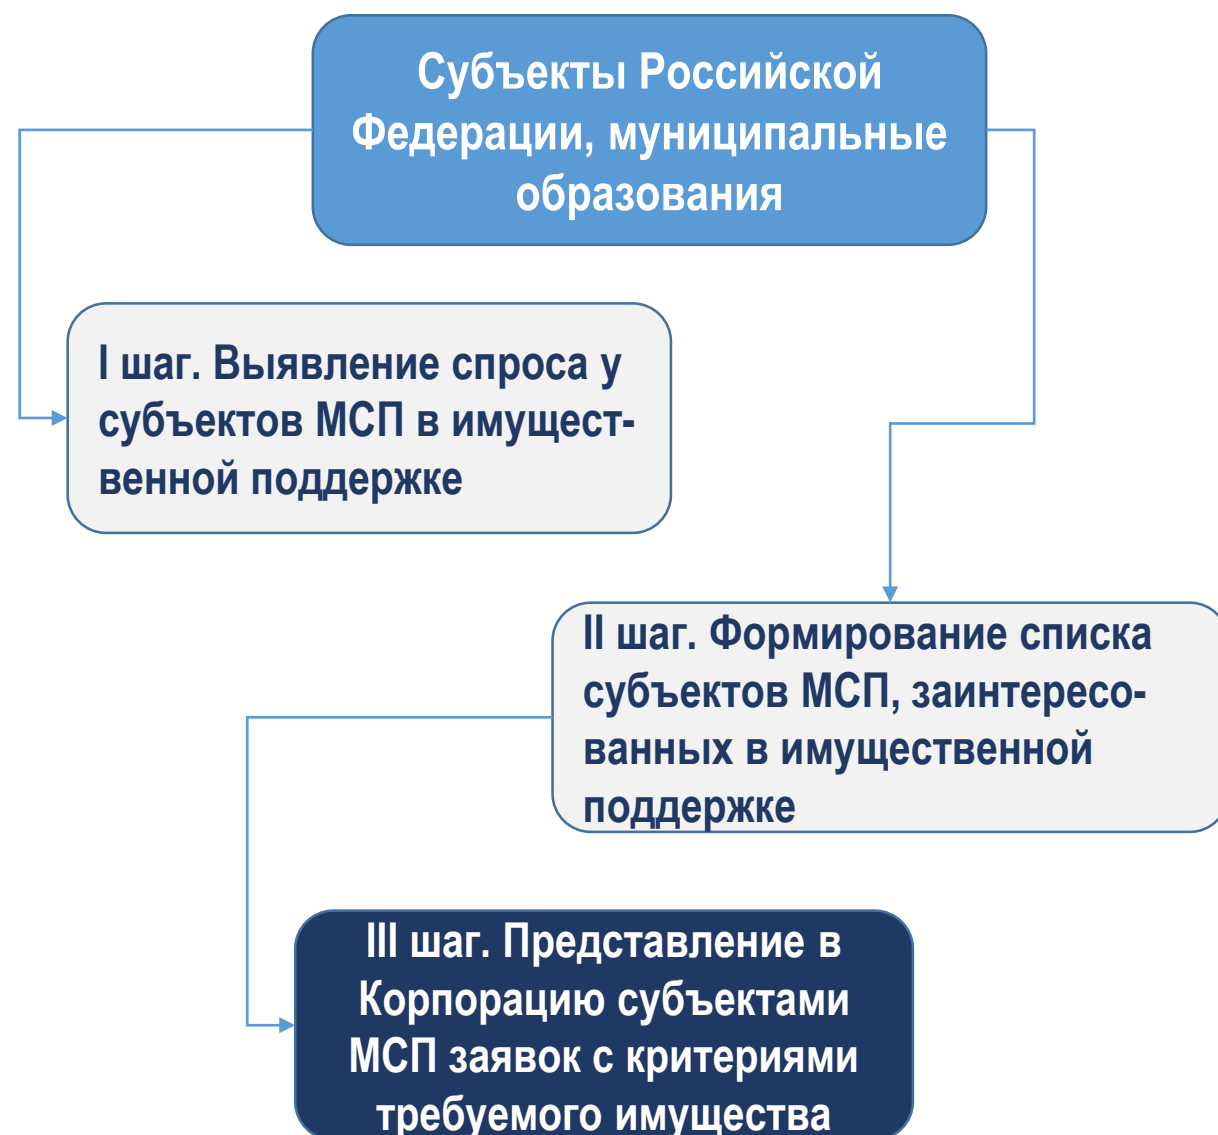 Субъекты Российской
Федерации, муниципальные
образования
I шаг. Выявление спроса у
субъектов МСП в имущест-
венной поддержке
II шаг. Формирование списка
субъектов МСП, заинтересо-
ванных в имущественной
поддержке
III шаг. Представление в
Корпорацию субъектами
МСП заявок с критериями
требуемого имущества